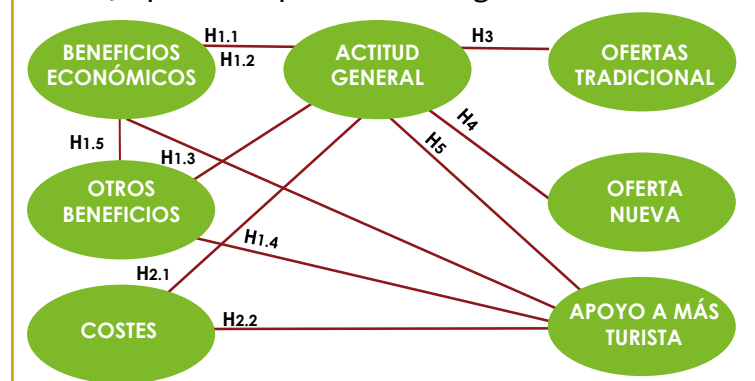 BENEFICIOS
ECONÓMICOS
H1.1
H1.2
ACTITUD
GENERAL
H3
OFERTAS
TRADICIONAL
H1.5
H1.3
H4
H5
OTROS
BENEFICIOS
OFERTA
NUEVA
H1.4
H2.1
COSTES
H2.2
APOYO A MÁS
TURISTA